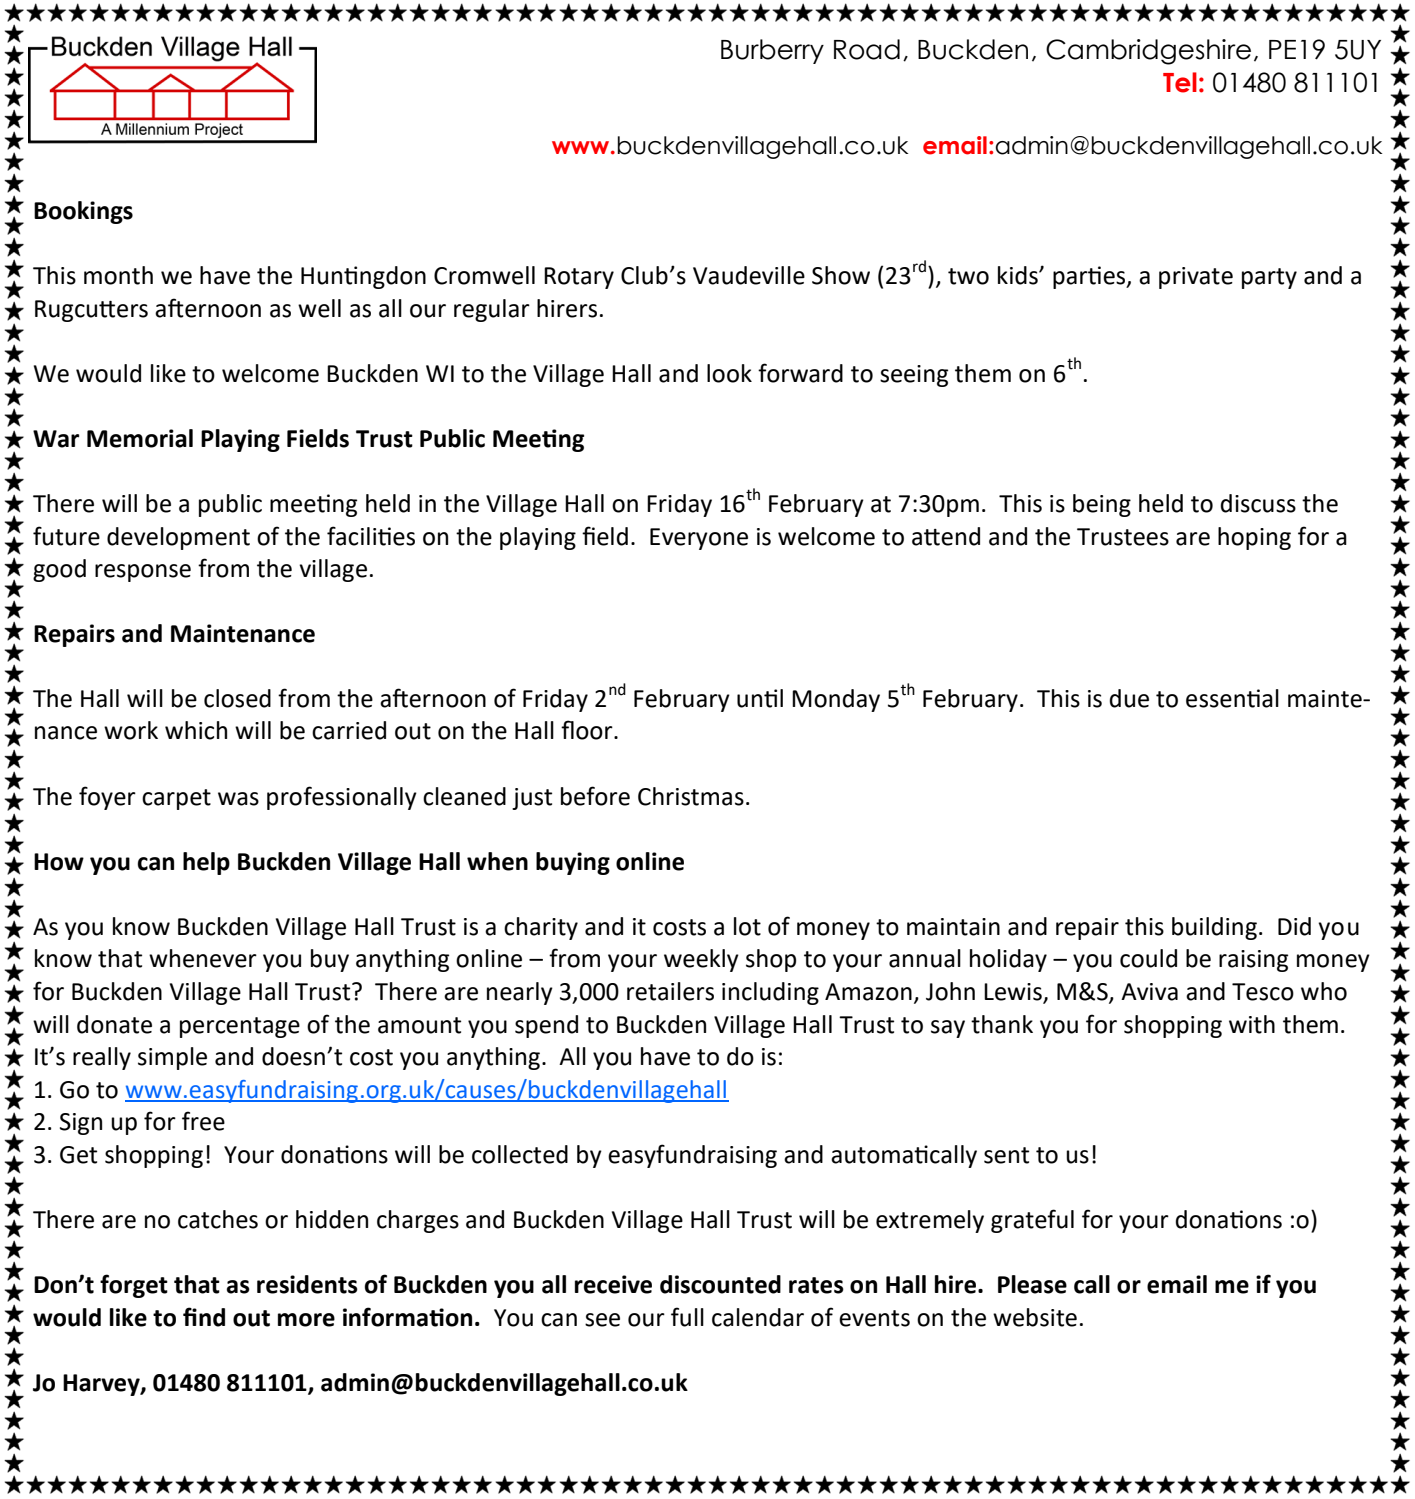 Buckden Village Hall
A Millennium Project
Burberry Road, Buckden, Cambridgeshire, PE19 5UY
Tel: 01480 811101
www.buckdenvillagehall.co.uk email:admin@buckdenvillagehall.co.uk
Bookings
This month we have the Huntingdon Cromwell Rotary Club’s Vaudeville Show (23rd), two kids’ parties, a private party and a
Rugcutters afternoon as well as all our regular hirers.
We would like to welcome Buckden WI to the Village Hall and look forward to seeing them on 6th.
War Memorial Playing Fields Trust Public Meeting
There will be a public meeting held in the Village Hall on Friday 16th February at 7:30pm.  This is being held to discuss the
future development of the facilities on the playing field.  Everyone is welcome to attend and the Trustees are hoping for a
good response from the village.
Repairs and Maintenance
The Hall will be closed from the afternoon of Friday 2nd February until Monday 5th February.  This is due to essential mainte-
nance work which will be carried out on the Hall floor.
The foyer carpet was professionally cleaned just before Christmas.
How you can help Buckden Village Hall when buying online
As you know Buckden Village Hall Trust is a charity and it costs a lot of money to maintain and repair this building.  Did you
know that whenever you buy anything online – from your weekly shop to your annual holiday – you could be raising money
for Buckden Village Hall Trust?  There are nearly 3,000 retailers including Amazon, John Lewis, M&S, Aviva and Tesco who
will donate a percentage of the amount you spend to Buckden Village Hall Trust to say thank you for shopping with them.
It’s really simple and doesn’t cost you anything.  All you have to do is:
1. Go to www.easyfundraising.org.uk/causes/buckdenvillagehall
2. Sign up for free
3. Get shopping!  Your donations will be collected by easyfundraising and automatically sent to us!
There are no catches or hidden charges and Buckden Village Hall Trust will be extremely grateful for your donations :o)
Don’t forget that as residents of Buckden you all receive discounted rates on Hall hire.  Please call or email me if you
would like to find out more information.  You can see our full calendar of events on the website.
Jo Harvey, 01480 811101, admin@buckdenvillagehall.co.uk